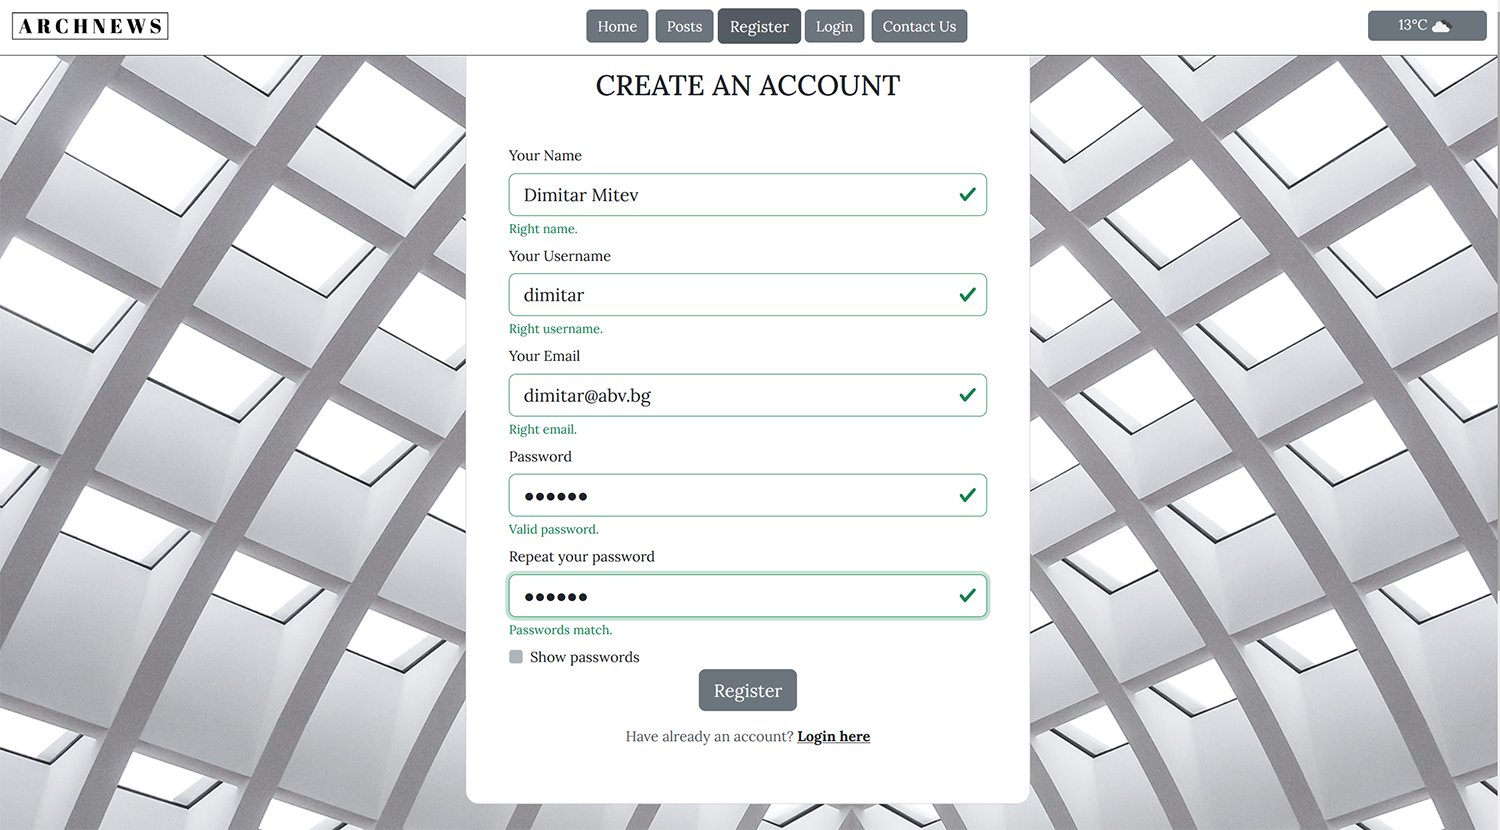 ARCHNEWS Home Posts Register Login Contact Us 13°C
CREATE AN ACCOUNT
Your Name
Dimitar Mitev
Right name.
Your Username
dimitar
Right username.
Your Email
dimitar@abv.bg
Right email.
Password
●●●●●●
Valid password.
Repeat your password
●●●●●●
Passwords match.
Show passwords
Register
Have already an account? Login here